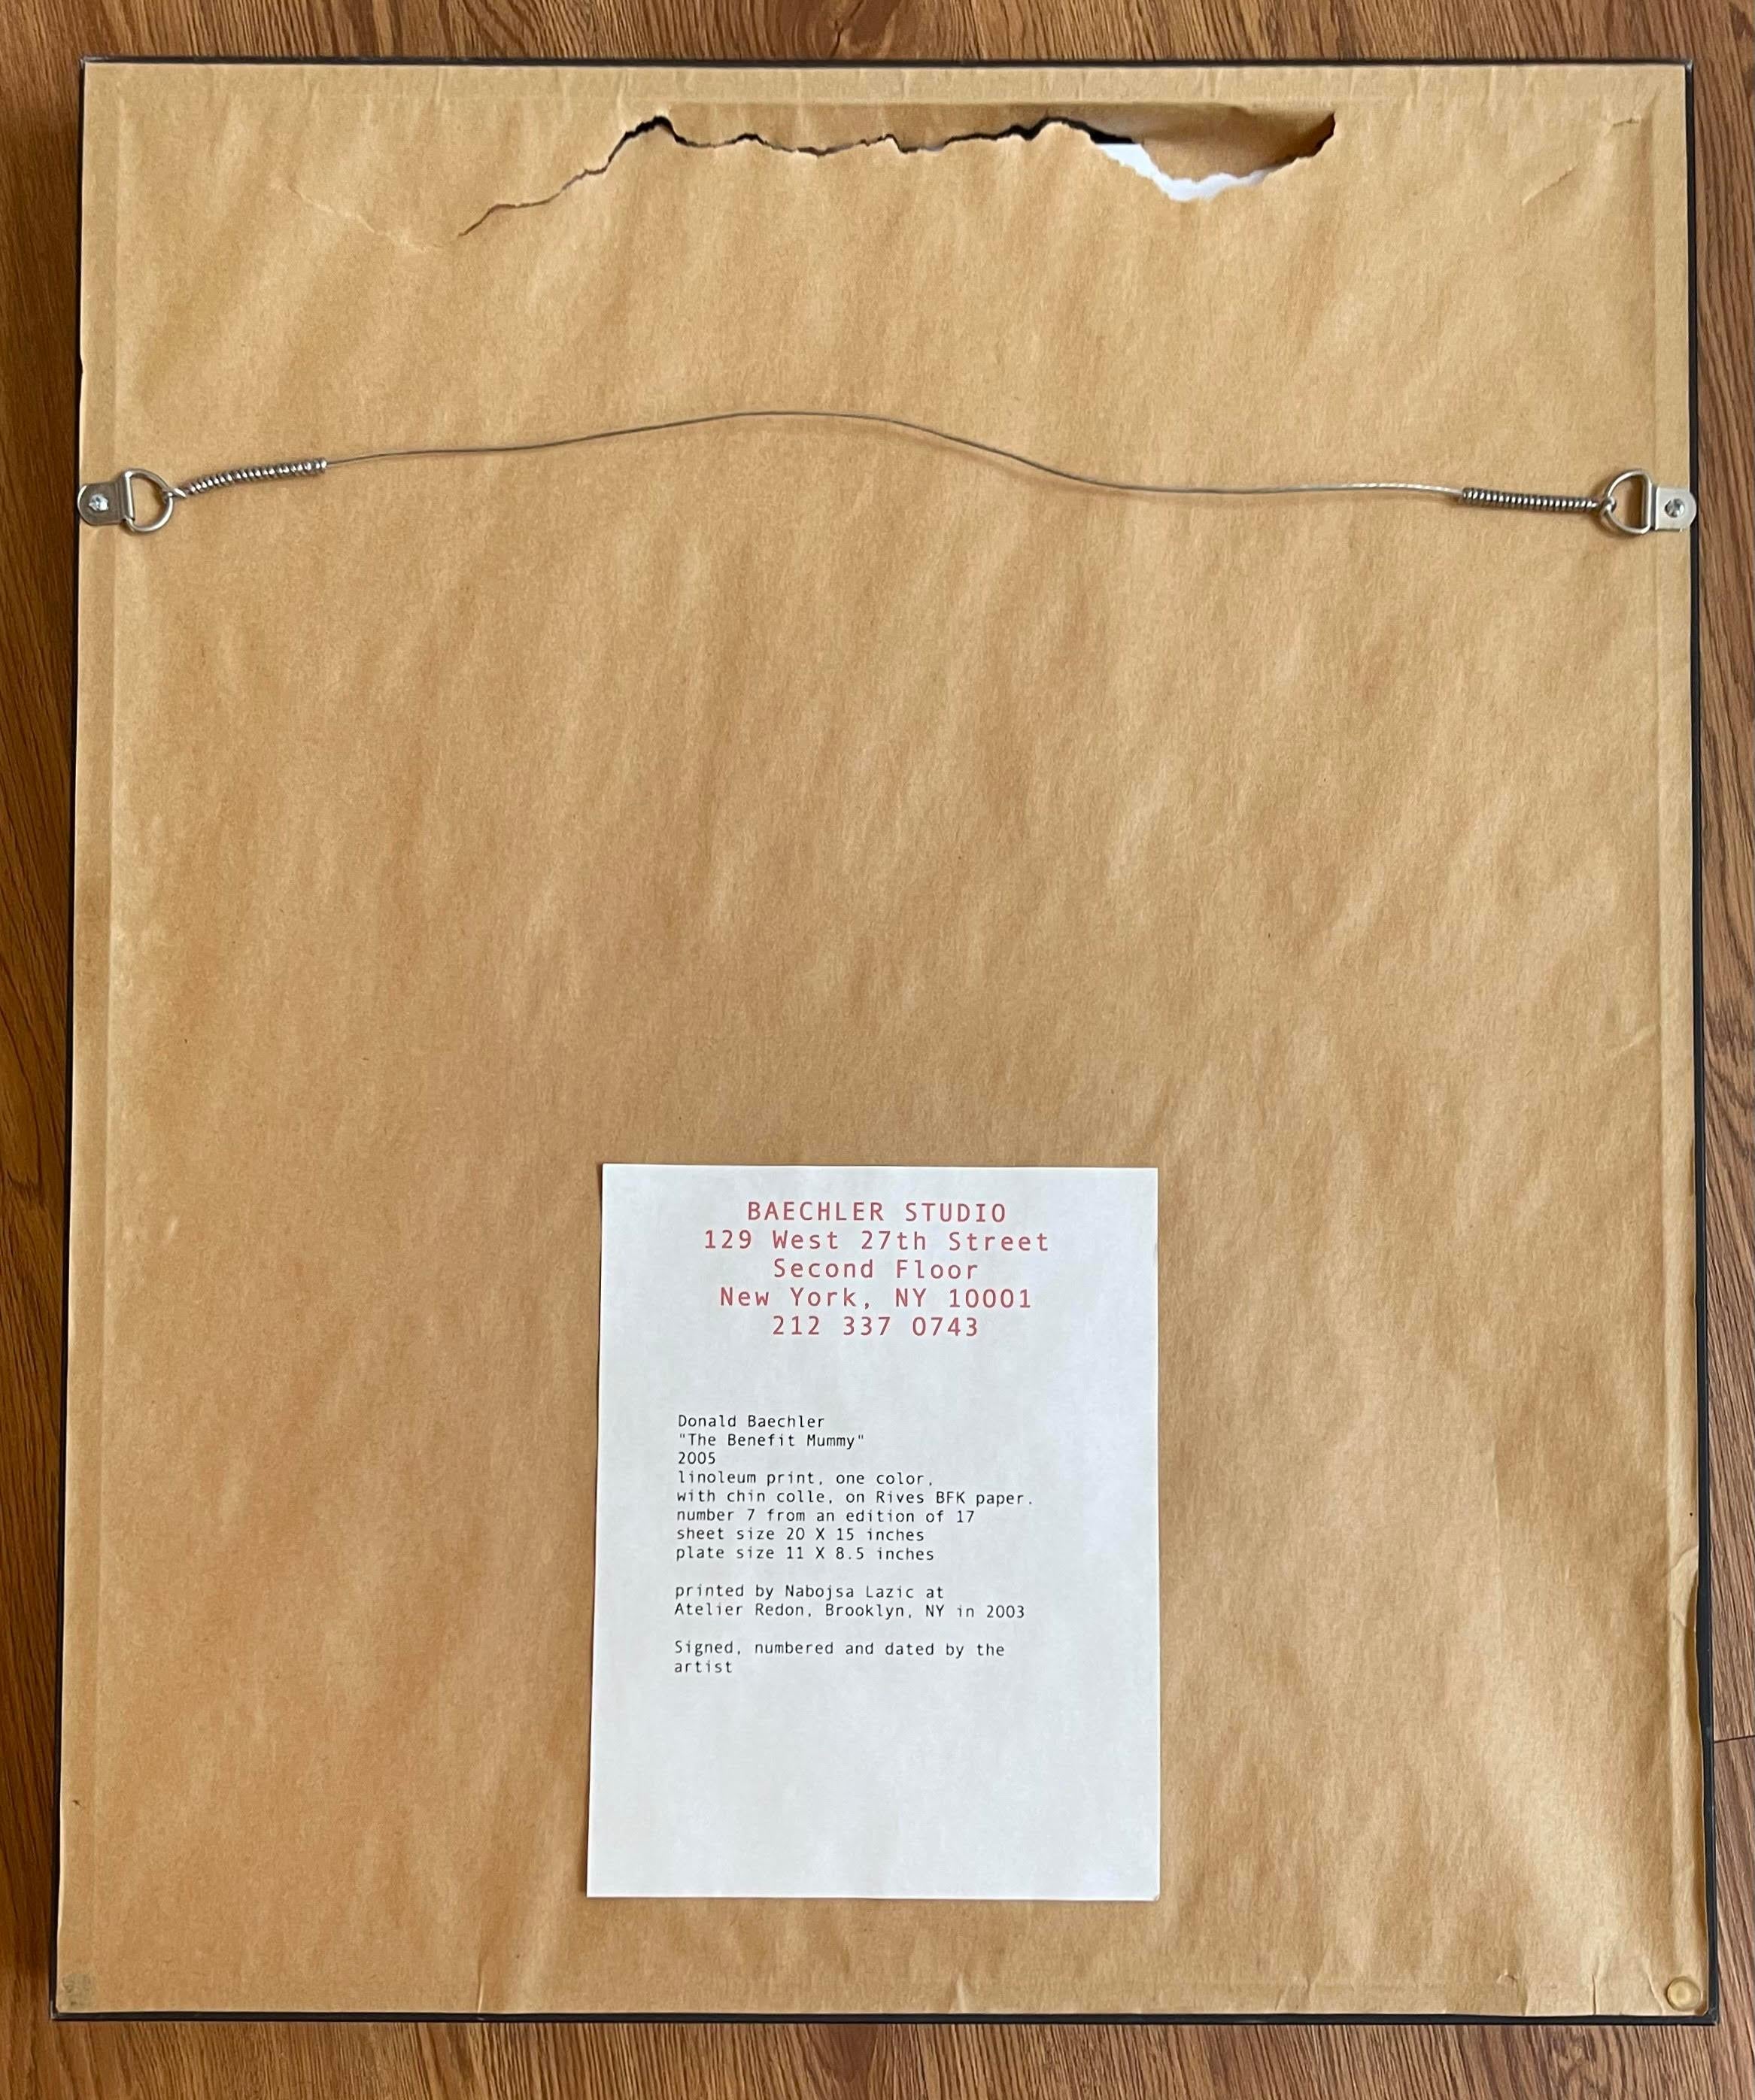 BAECHLER STUDIO
129 West 27th Street
Second Floor
New York, NY 10001
212 337 0743
Donald Baechler
"The Benefit Mummy"
2005
linoleum print, one color,
with chin colle, on Rives BFK paper.
number 7 from an edition of 17
sheet size 20 X 15 inches
plate size 11 X 8.5 inches
printed by Nabojsa Lazic at
Atelier Redon, Brooklyn, NY in 2003
Signed, numbered and dated by the
artist